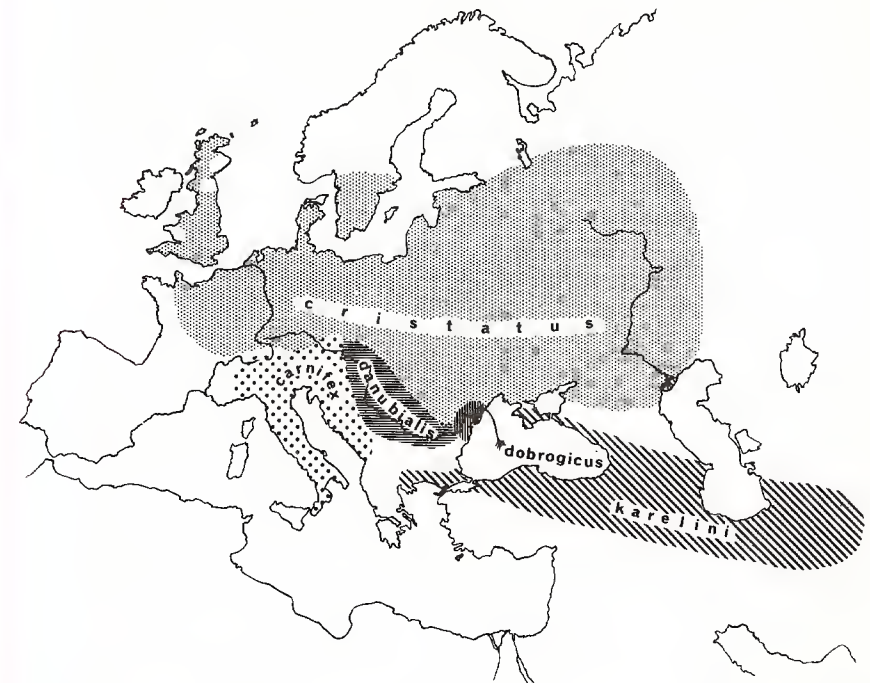 cristatus
carnifex
danubialis
dobrogicus
karelini